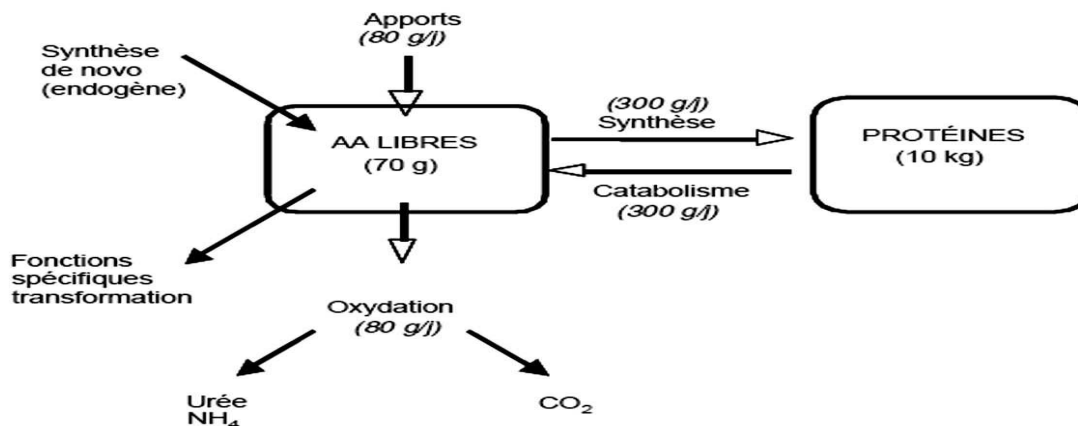 Apports
(80 g/j)
Synthèse
de novo
(endogène)
AA LIBRES
(70 g)
(300 g/j)
Synthèse
Catabolisme
(300 g/j)
PROTÉINES
(10 kg)
Fonctions
spécifiques
transformation
Oxydation
(80 g/j)
Urée
NH₄
CO₂